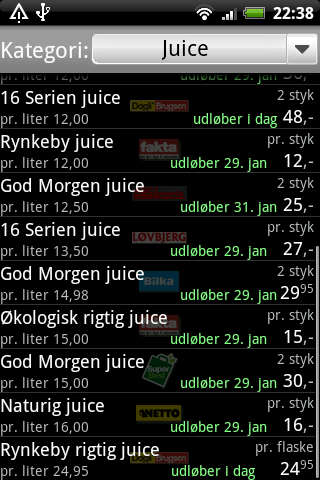 22:38
Kategori: Juice
16 Serien juice Dagli'Brugsen 2 styk
pr. liter 12,00 udløber i dag 48,-
Rynkeby juice fakta pr. styk
pr. liter 12,00 udløber 29. jan 12,-
God Morgen juice 2 styk
pr. liter 12,50 udløber 31. jan 25,-
16 Serien juice LØVBJERG pr. styk
pr. liter 13,50 udløber 29. jan 27,-
God Morgen juice Bilka 2 styk
pr. liter 14,98 udløber 29. jan 29 95
Økologisk rigtig juice fakta pr. styk
pr. liter 15,00 udløber 29. jan 15,-
God Morgen juice Super Best 2 styk
pr. liter 15,00 udløber 29. jan 30,-
Naturig juice NETTO pr. styk
pr. liter 16,00 udløber 29. jan 16,-
Rynkeby rigtig juice Dagli'Brugsen pr. flaske
pr. liter 24,95 udløber i dag 24 95